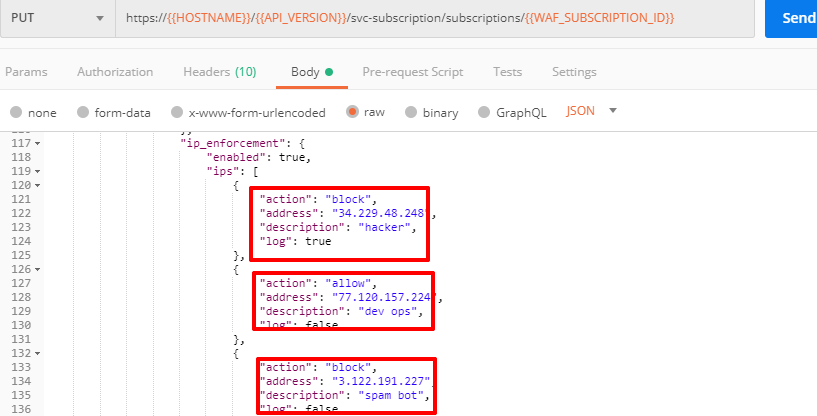 PUT https://{{HOSTNAME}}/{{API_VERSION}}/svc-subscription/subscriptions/{{WAF_SUBSCRIPTION_ID}} Send
Params Authorization Headers (10) Body Pre-request Script Tests Settings
none form-data x-www-form-urlencoded raw binary GraphQL JSON
117 "ip_enforcement": {
118 "enabled": true,
119 "ips": [
120 {
121 "action": "block",
122 "address": "34.229.48.248",
123 "description": "hacker",
124 "log": true
125 },
126 {
127 "action": "allow",
128 "address": "77.120.157.224",
129 "description": "dev ops",
130 "log": false
131 },
132 {
133 "action": "block",
134 "address": "3.122.191.227",
135 "description": "spam bot",
136 "log": false